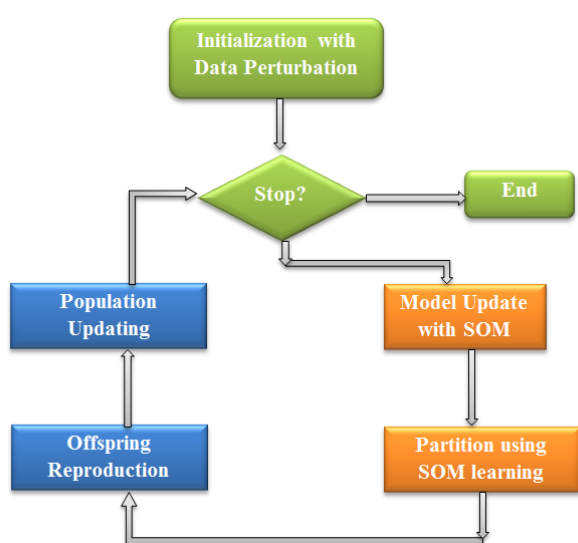 Initialization with
Data Perturbation
Stop?
End
Population
Updating
Model Update
with SOM
Offspring
Reproduction
Partition using
SOM learning